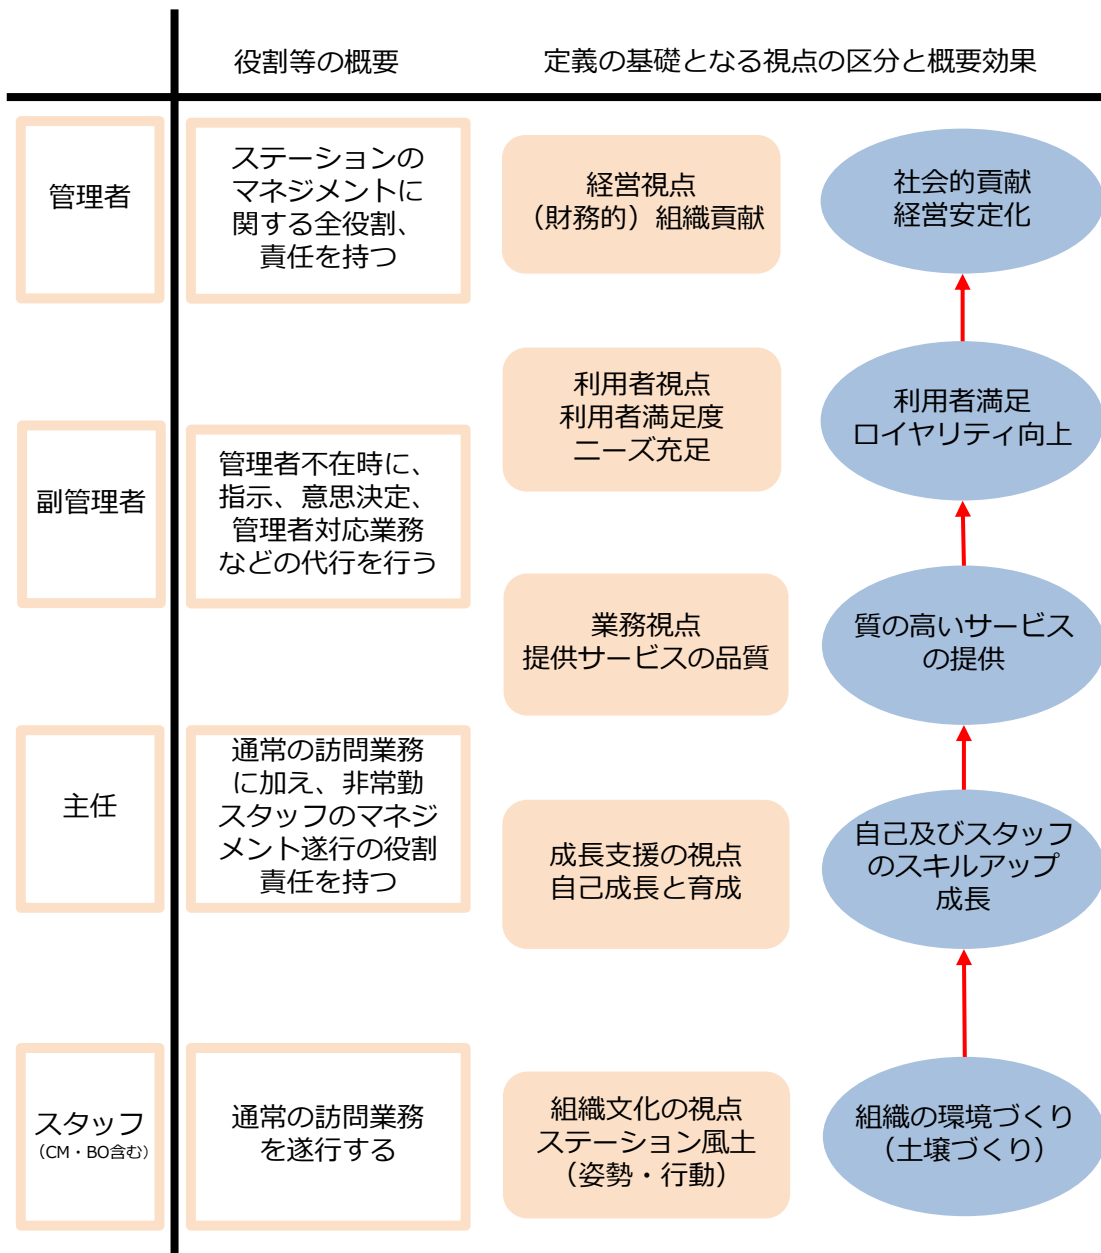 役割等の概要
定義の基礎となる視点の区分と概要効果
管理者
ステーションの
マネジメントに
関する全役割、
責任を持つ
経営視点
（財務的）組織貢献
社会的貢献
経営安定化
利用者視点
利用者満足度
ニーズ充足
利用者満足
ロイヤリティ向上
副管理者
管理者不在時に、
指示、意思決定、
管理者対応業務
などの代行を行う
業務視点
提供サービスの品質
質の高いサービス
の提供
主任
通常の訪問業務
に加え、非常勤
スタッフのマネジ
メント遂行の役割
責任を持つ
成長支援の視点
自己成長と育成
自己及びスタッフ
のスキルアップ
成長
スタッフ
（CM・BO含む）
通常の訪問業務
を遂行する
組織文化の視点
ステーション風土
（姿勢・行動）
組織の環境づくり
（土壌づくり）